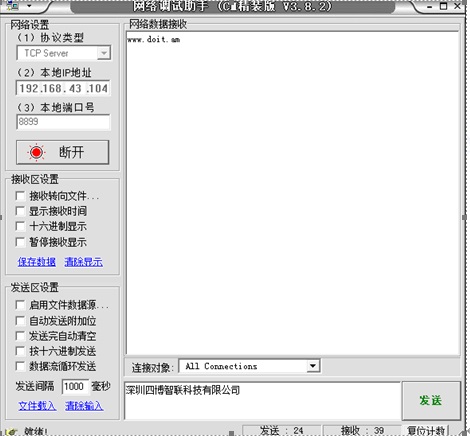 网络调试助手 (C■精装版 V3.8.2)
网络设置
(1) 协议类型
TCP Server
(2) 本地IP地址
192.168. 43 .104
(3) 本地端口号
8899
断开
接收区设置
接收转向文件...
显示接收时间
十六进制显示
暂停接收显示
保存数据 清除显示
发送区设置
启用文件数据源...
自动发送附加位
发送完自动清空
按十六进制发送
数据流循环发送
发送间隔 1000 毫秒
文件载入 清除输入
网络数据接收
www.doit.am
连接对象: All Connections
深圳四博智联科技有限公司
发送
就绪! 发送 : 24 接收 : 39 复位计数